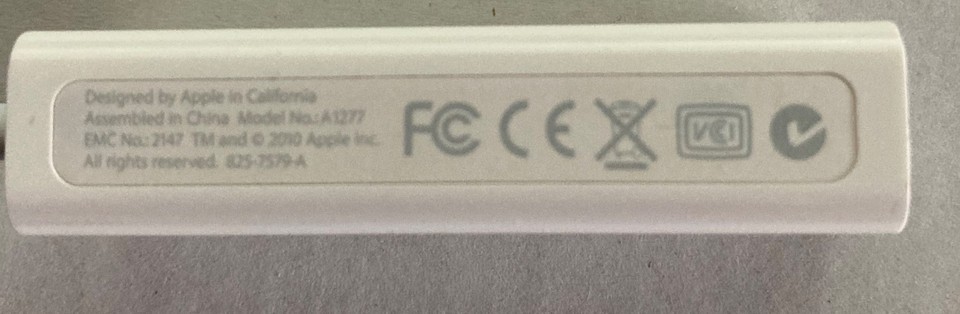 Designed by Apple in California
Assembled in China Model No.: A1277
EMC No.: 2147 TM and © 2010 Apple Inc.
All rights reserved. 825-7579-A
FC CE VCI